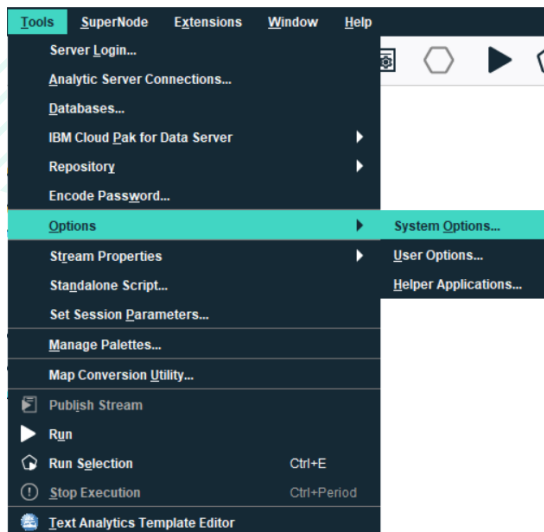 Tools SuperNode Extensions Window Help
Server Login...
Analytic Server Connections...
Databases...
IBM Cloud Pak for Data Server
Repository
Encode Password...
Options
System Options...
Stream Properties
User Options...
Standalone Script...
Helper Applications...
Set Session Parameters...
Manage Palettes...
Map Conversion Utility...
Publish Stream
Run
Run Selection Ctrl+E
Stop Execution Ctrl+Period
Text Analytics Template Editor